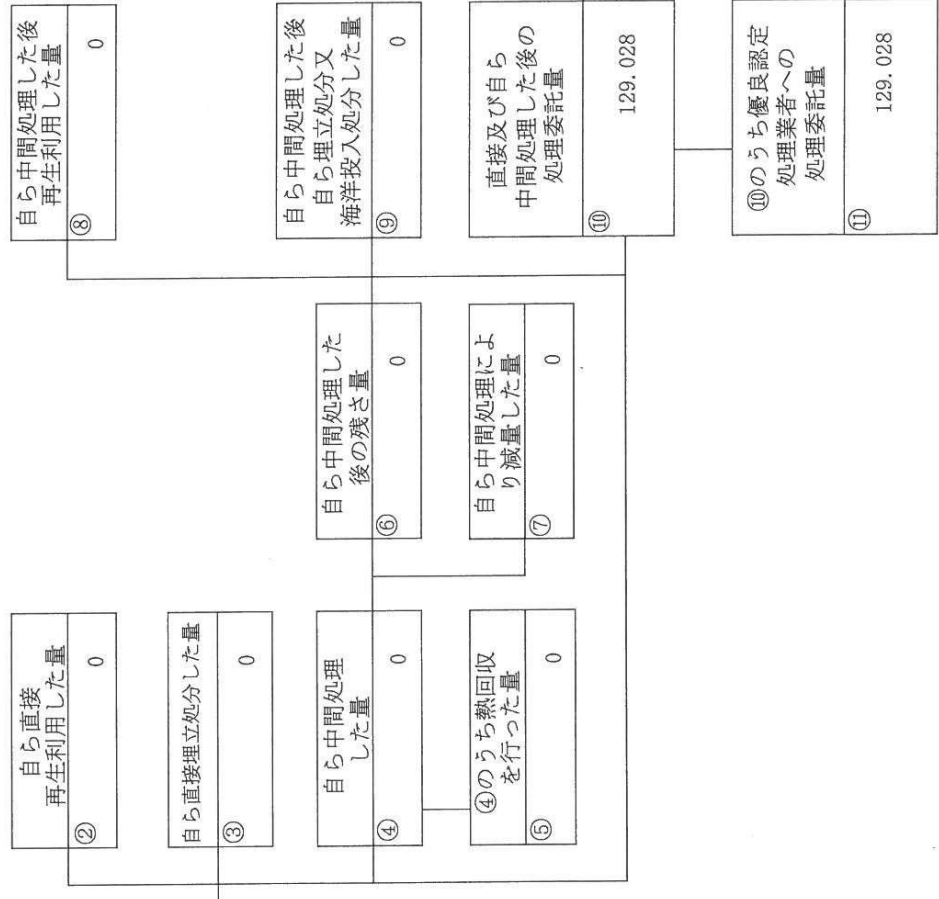 自ら直接
再生利用した量
②
0
自ら直接埋立処分した量
③
0
自ら中間処理
した量
④
0
④のうち熱回収
を行った量
⑤
0
自ら中間処理した
後の残さ量
⑥
0
自ら中間処理によ
り減量した量
⑦
0
自ら中間処理した後
再生利用した量
⑧
0
自ら中間処理した後
自ら埋立処分又
海洋投入処分した量
⑨
0
直接及び自ら
中間処理した後の
処理委託量
⑩
129.028
⑩のうち優良認定
処理業者への
処理委託量
⑪
129.028